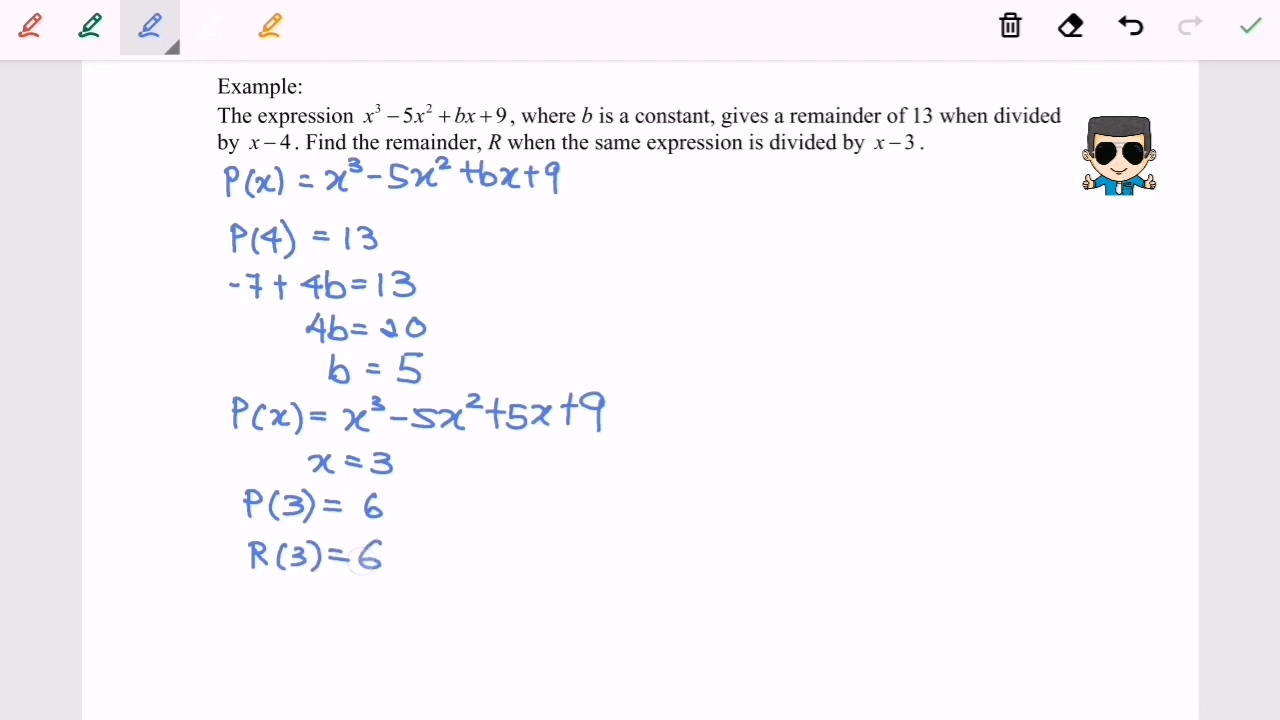 Example:
The expression x³ − 5x² + bx + 9, where b is a constant, gives a remainder of 13 when divided
by x − 4. Find the remainder, R when the same expression is divided by x − 3.
P(x) = x³ - 5x² + bx + 9
P(4) = 13
-7 + 4b = 13
4b = 20
b = 5
P(x) = x³ - 5x² + 5x + 9
x = 3
P(3) = 6
R(3) = 6